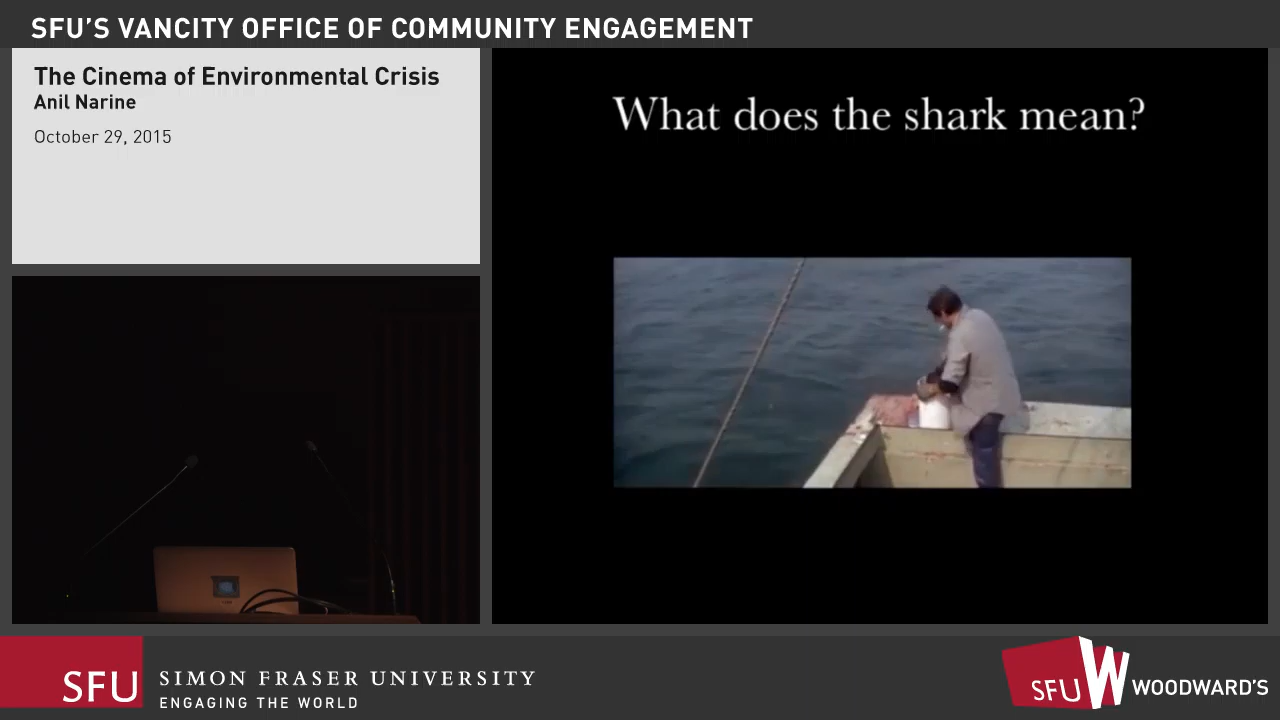 SFU'S VANCITY OFFICE OF COMMUNITY ENGAGEMENT
The Cinema of Environmental Crisis
Anil Narine
October 29, 2015
What does the shark mean?
SFU
SIMON FRASER UNIVERSITY
ENGAGING THE WORLD
SFU W WOODWARD'S